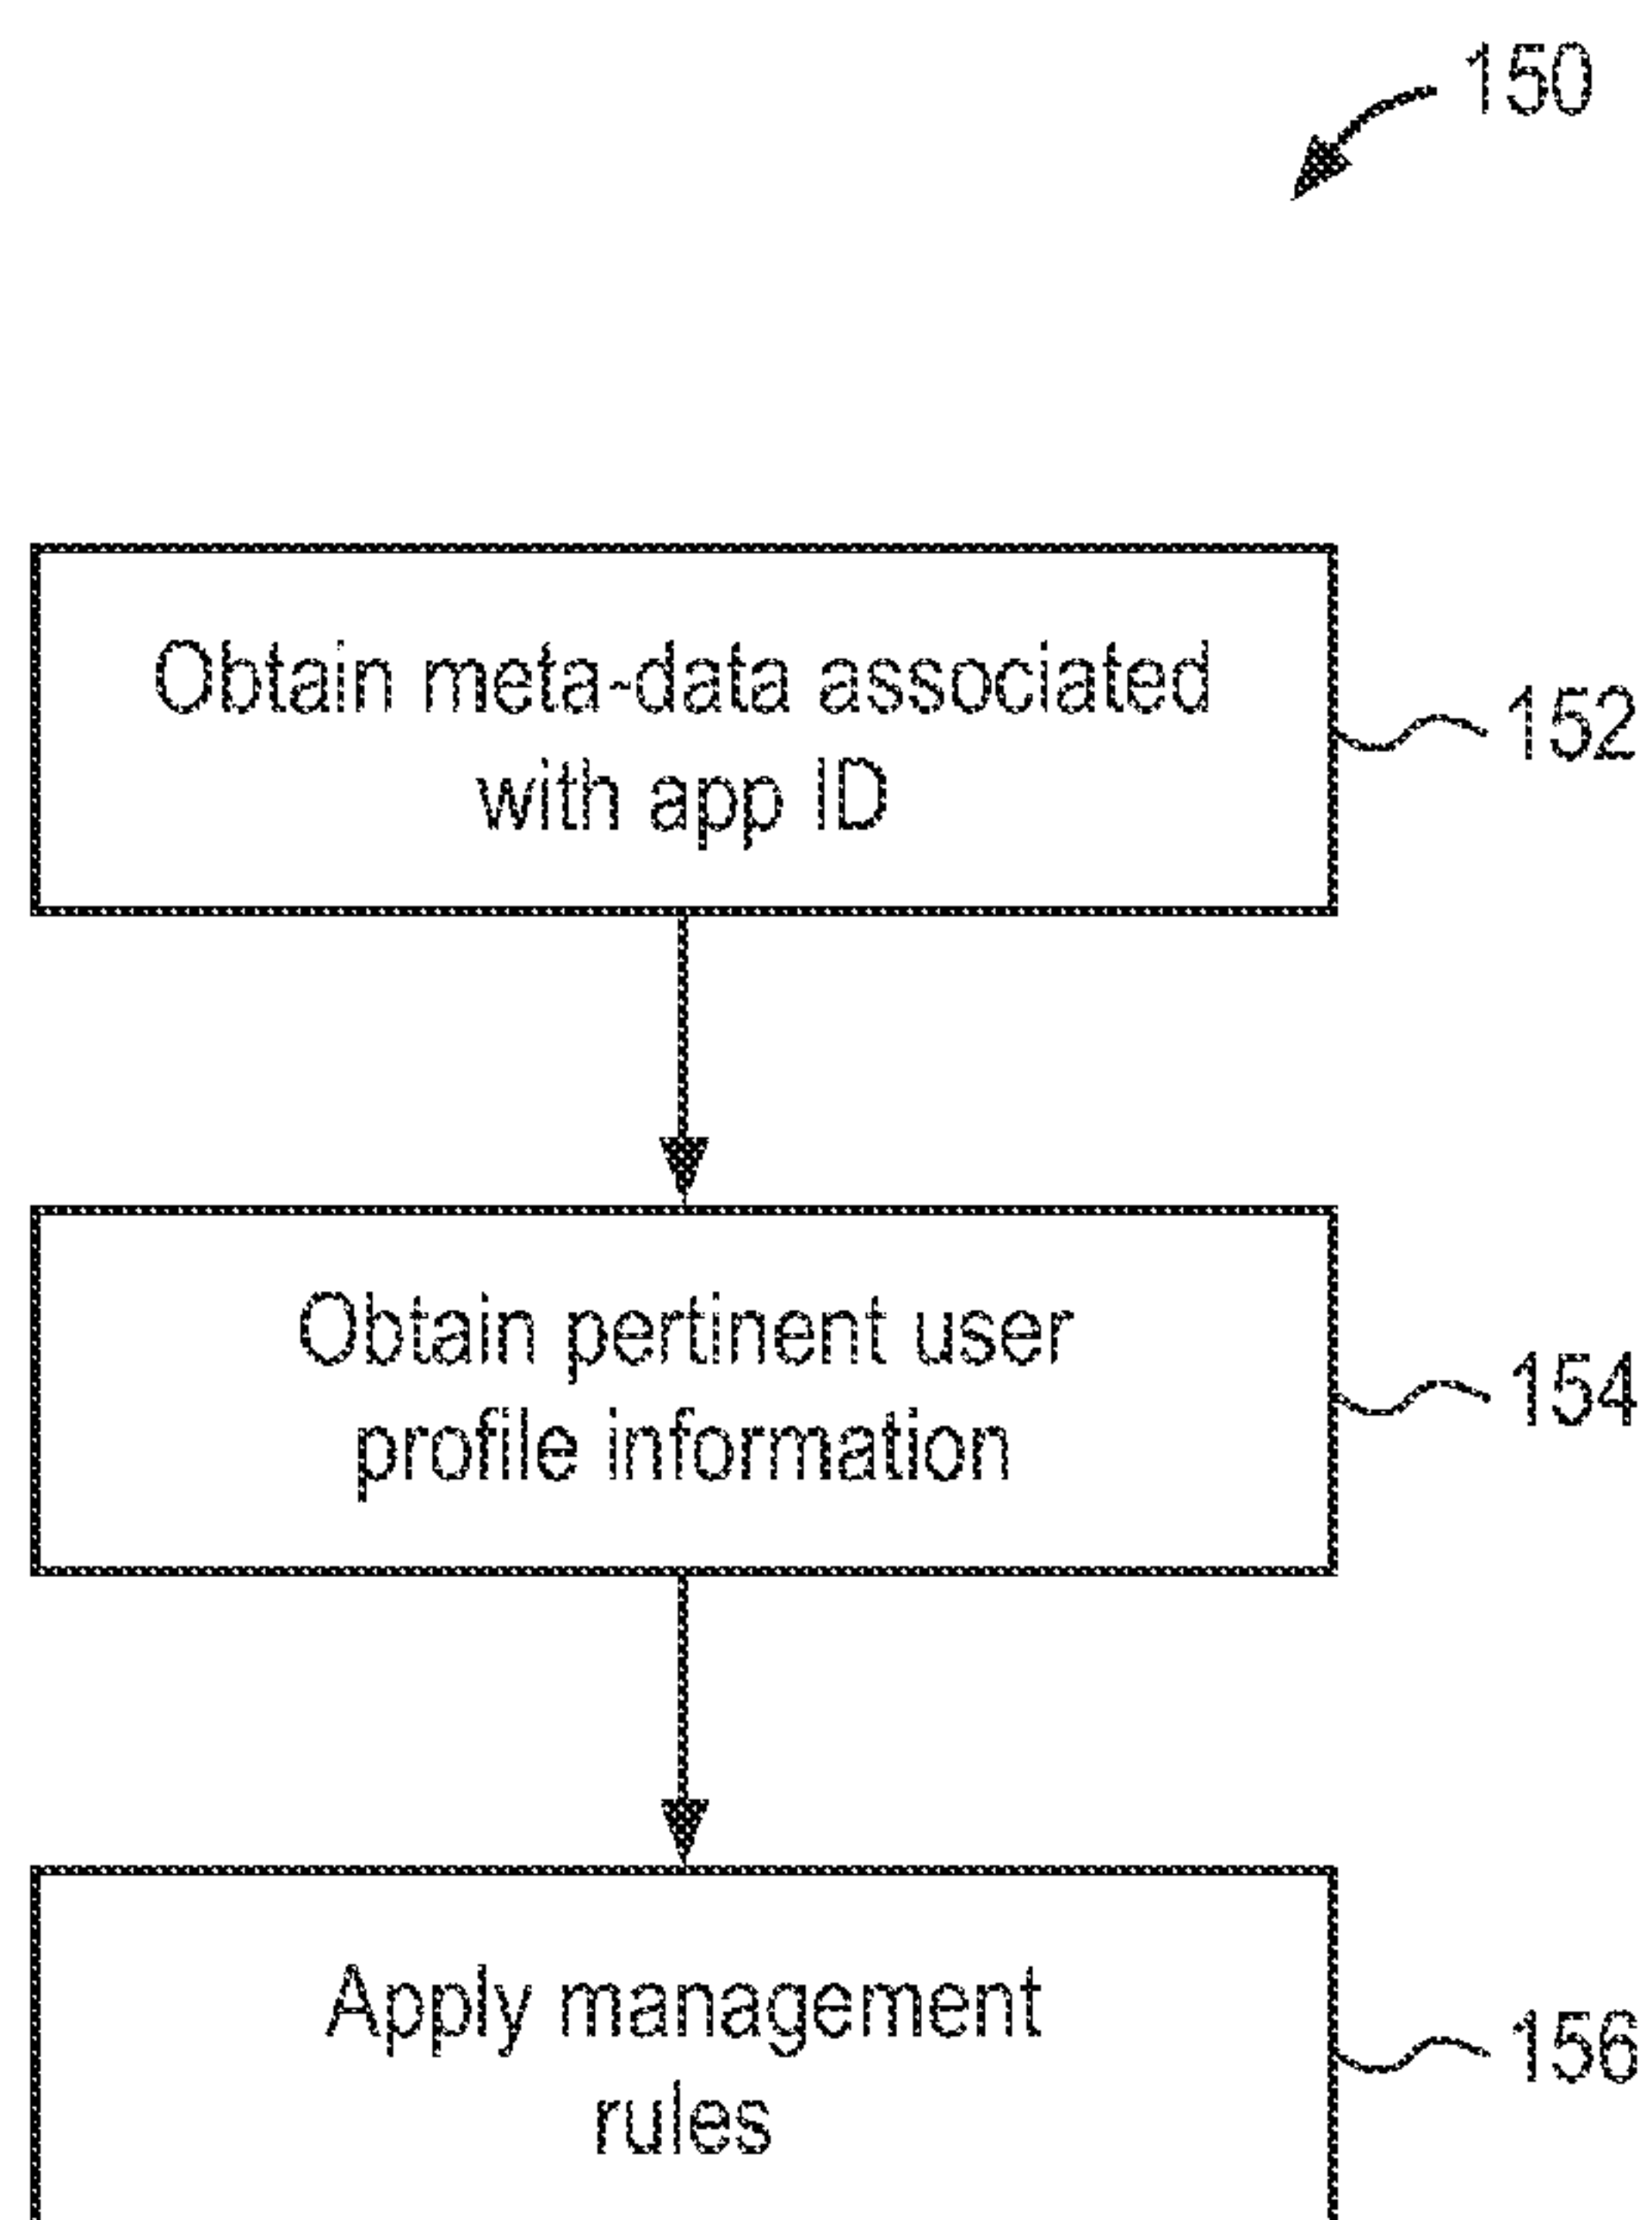 150
Obtain meta-data associated
with app ID
152
Obtain pertinent user
profile information
154
Apply management
rules
156